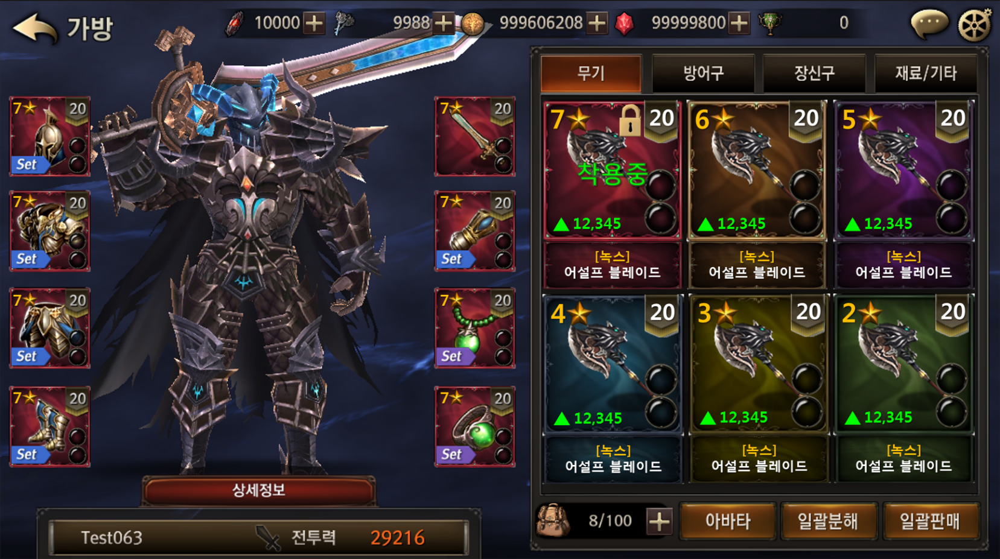 가방
10000
9988
999606208
99999800
0
7 20
Set
7 20
Set
7 20
Set
7 20
Set
7 20
7 20
Set
7 20
Set
7 20
Set
상세정보
Test063 전투력 29216
무기 방어구 장신구 재료/기타
7 20
착용중
▲ 12,345
[녹스]
어설프 블레이드
6 20
▲ 12,345
[녹스]
어설프 블레이드
5 20
▲ 12,345
[녹스]
어설프 블레이드
4 20
▲ 12,345
[녹스]
어설프 블레이드
3 20
▲ 12,345
[녹스]
어설프 블레이드
2 20
▲ 12,345
[녹스]
어설프 블레이드
8/100
아바타 일괄분해 일괄판매